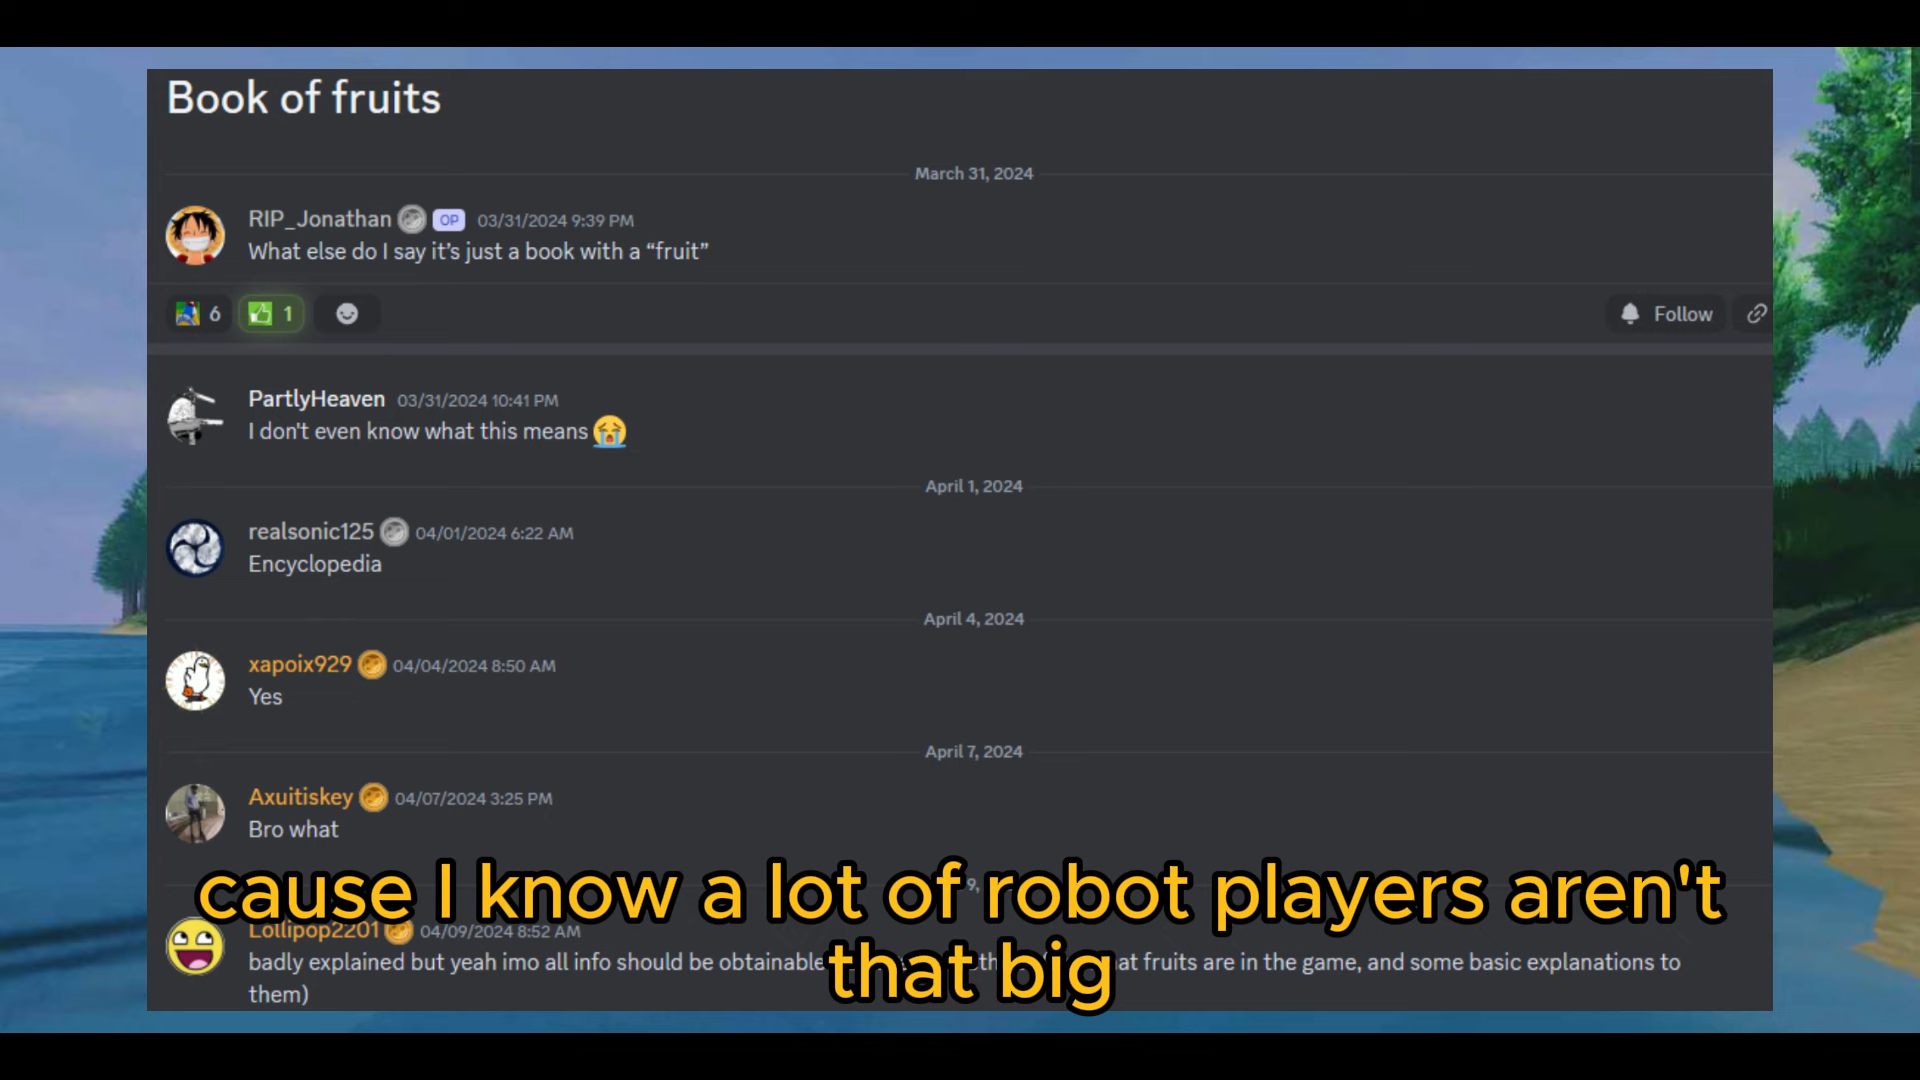 Book of fruits
March 31, 2024
RIP_Jonathan OP 03/31/2024 9:39 PM
What else do I say it’s just a book with a “fruit”
6 1 Follow
PartlyHeaven 03/31/2024 10:41 PM
I don't even know what this means
April 1, 2024
realsonic125 04/01/2024 6:22 AM
Encyclopedia
April 4, 2024
xapoix929 04/04/2024 8:50 AM
Yes
April 7, 2024
Axuitiskey 04/07/2024 3:25 PM
Bro what
cause I know a lot of robot players aren't
that big
Lollipop2201 04/09/2024 8:52 AM
badly explained but yeah imo all info should be obtainable fruits are in the game, and some basic explanations to
them)